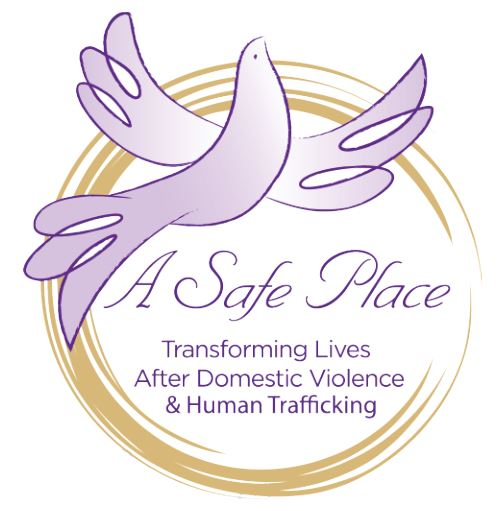 A Safe Place
Transforming Lives
After Domestic Violence
& Human Trafficking